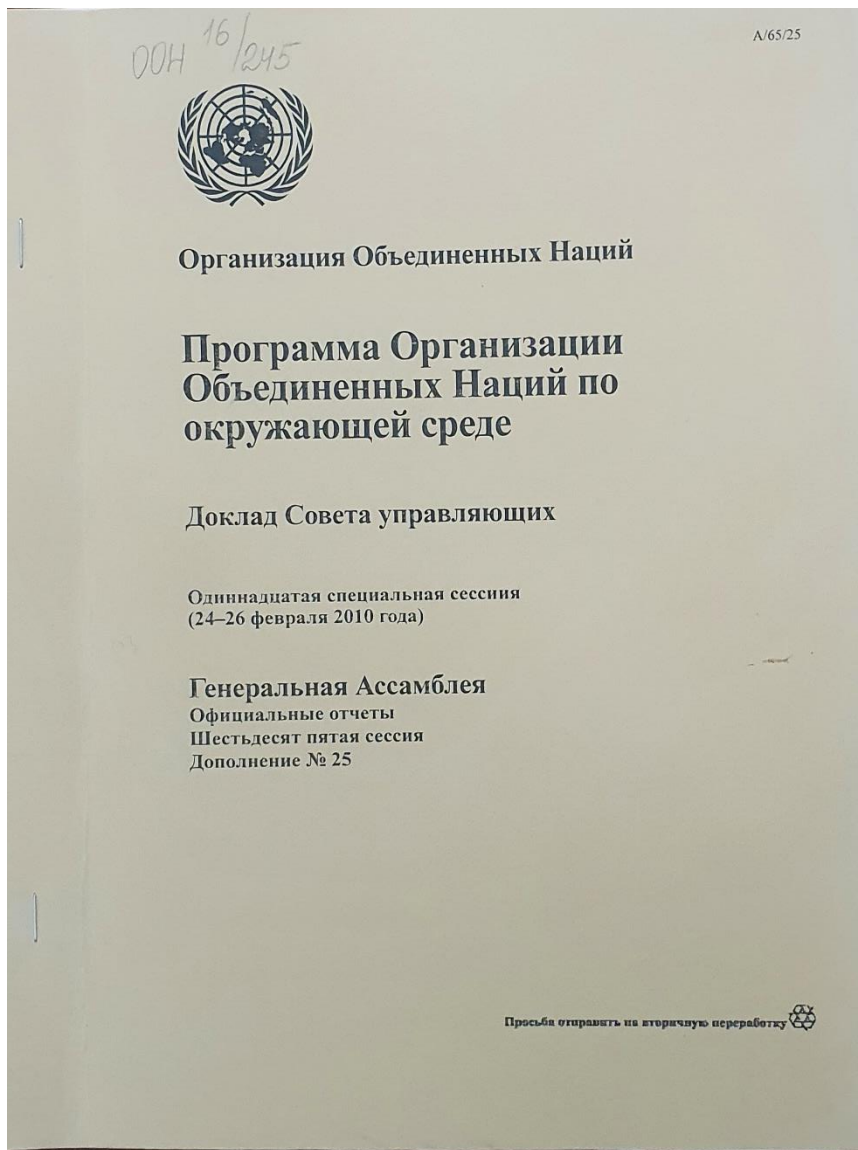 ООН 16/245
A/65/25
Организация Объединенных Наций
Программа Организации
Объединенных Наций по
окружающей среде
Доклад Совета управляющих
Одиннадцатая специальная сессиия
(24–26 февраля 2010 года)
Генеральная Ассамблея
Официальные отчеты
Шестьдесят пятая сессия
Дополнение № 25
Просьба отправить на вторичную переработку